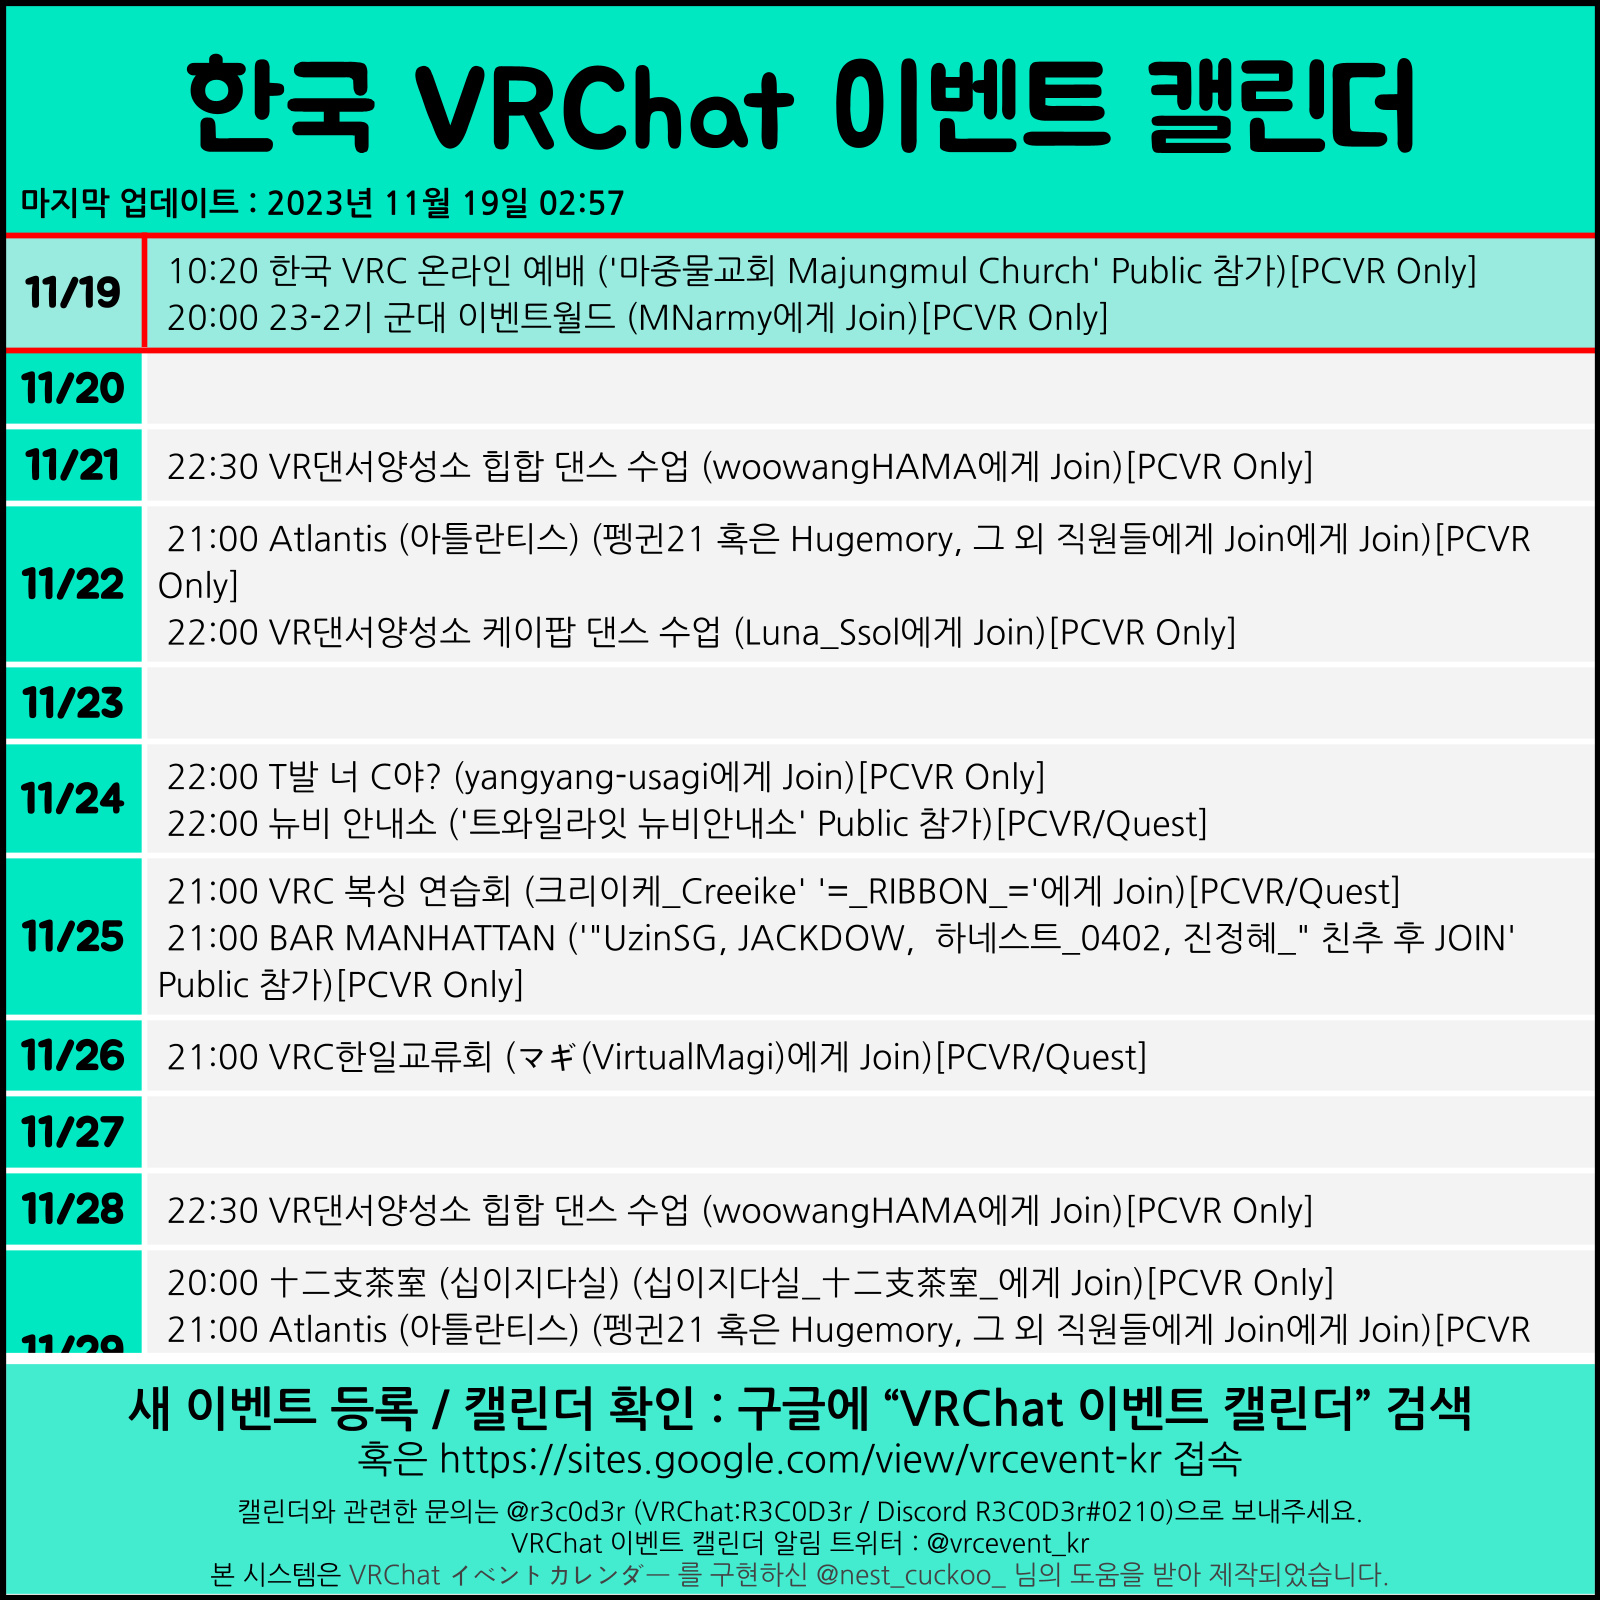 한국 VRChat 이벤트 캘린더
마지막 업데이트 : 2023년 11월 19일 02:57
11/19
10:20 한국 VRC 온라인 예배 ('마중물교회 Majungmul Church' Public 참가)[PCVR Only]
20:00 23-2기 군대 이벤트월드 (MNarmy에게 Join)[PCVR Only]
11/20
11/21
22:30 VR댄서양성소 힙합 댄스 수업 (woowangHAMA에게 Join)[PCVR Only]
11/22
21:00 Atlantis (아틀란티스) (펭귄21 혹은 Hugemory, 그 외 직원들에게 Join에게 Join)[PCVR
Only]
22:00 VR댄서양성소 케이팝 댄스 수업 (Luna_Ssol에게 Join)[PCVR Only]
11/23
11/24
22:00 T발 너 C야? (yangyang-usagi에게 Join)[PCVR Only]
22:00 뉴비 안내소 ('트와일라잇 뉴비안내소' Public 참가)[PCVR/Quest]
11/25
21:00 VRC 복싱 연습회 (크리이케_Creeike' '=_RIBBON_='에게 Join)[PCVR/Quest]
21:00 BAR MANHATTAN ('"UzinSG, JACKDOW,  하네스트_0402, 진정혜_" 친추 후 JOIN'
Public 참가)[PCVR Only]
11/26
21:00 VRC한일교류회 (マギ(VirtualMagi)에게 Join)[PCVR/Quest]
11/27
11/28
22:30 VR댄서양성소 힙합 댄스 수업 (woowangHAMA에게 Join)[PCVR Only]
11/29
20:00 十二支茶室 (십이지다실) (십이지다실_十二支茶室_에게 Join)[PCVR Only]
21:00 Atlantis (아틀란티스) (펭귄21 혹은 Hugemory, 그 외 직원들에게 Join에게 Join)[PCVR
새 이벤트 등록 / 캘린더 확인 : 구글에 “VRChat 이벤트 캘린더” 검색
혹은 https://sites.google.com/view/vrcevent-kr 접속
캘린더와 관련한 문의는 @r3c0d3r (VRChat:R3C0D3r / Discord R3C0D3r#0210)으로 보내주세요.
VRChat 이벤트 캘린더 알림 트위터 : @vrcevent_kr
본 시스템은 VRChat イベントカレンダー 를 구현하신 @nest_cuckoo_ 님의 도움을 받아 제작되었습니다.